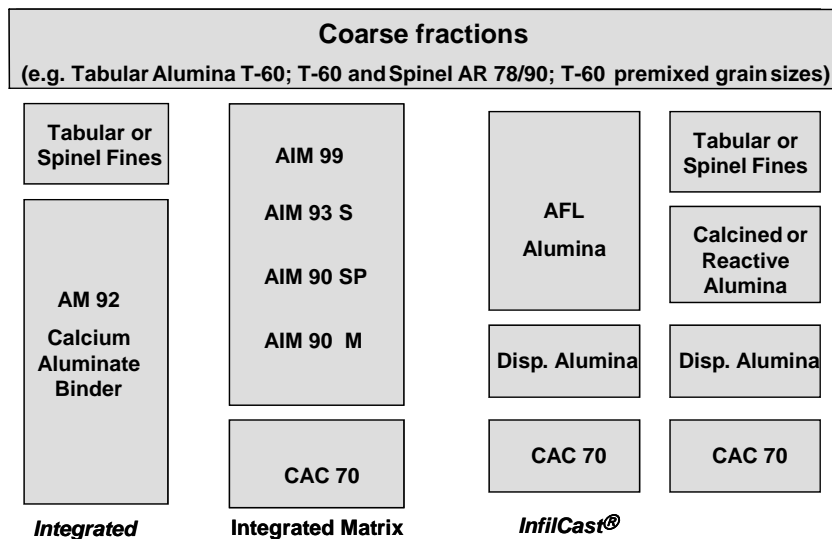 Coarse fractions
(e.g. Tabular Alumina T-60; T-60 and Spinel AR 78/90; T-60 premixed grain sizes)
Tabular or
Spinel Fines
AM 92
Calcium
Aluminate
Binder
Integrated
AIM 99
AIM 93 S
AIM 90 SP
AIM 90 M
CAC 70
Integrated Matrix
AFL
Alumina
Disp. Alumina
CAC 70
InfilCast®
Tabular or
Spinel Fines
Calcined or
Reactive
Alumina
Disp. Alumina
CAC 70